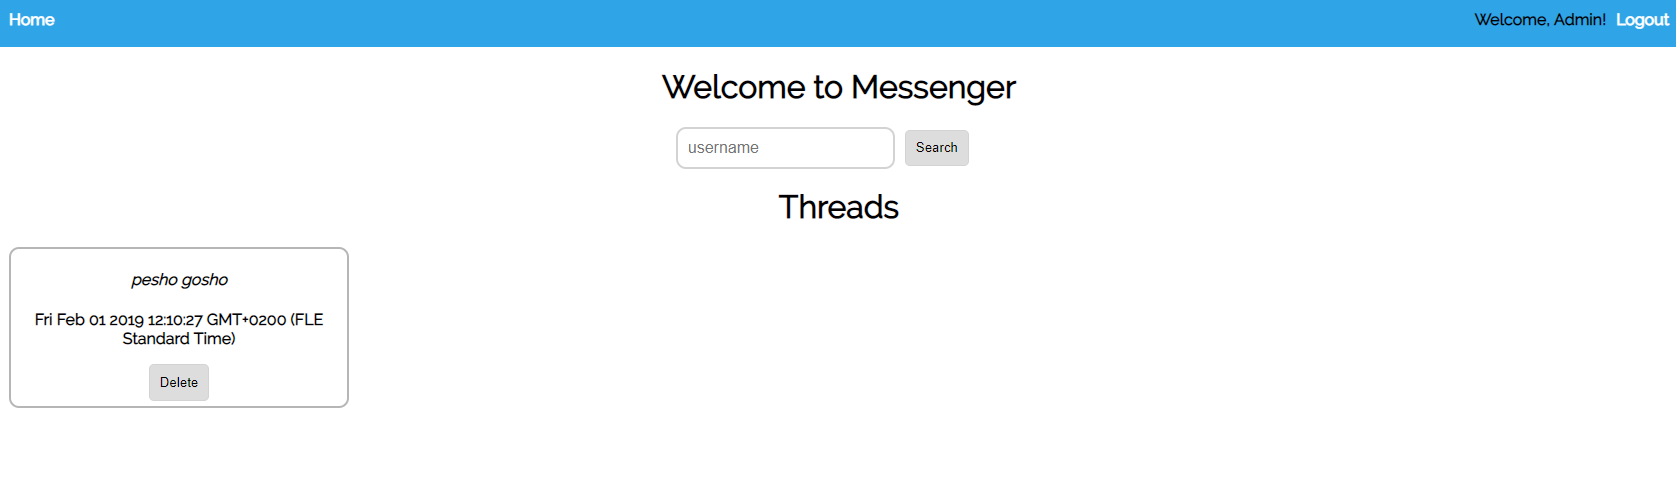 Home Welcome, Admin! Logout
Welcome to Messenger
username Search
Threads
pesho gosho
Fri Feb 01 2019 12:10:27 GMT+0200 (FLE
Standard Time)
Delete